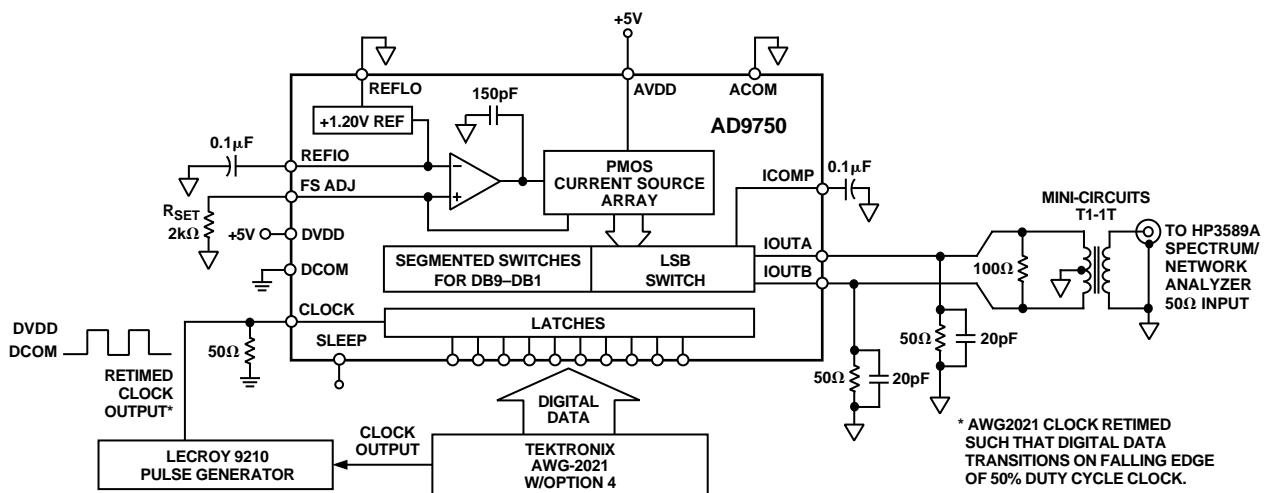 +5V
REFLO
AVDD
ACOM
150pF
+1.20V REF
AD9750
0.1µF
REFIO
PMOS
CURRENT SOURCE
ARRAY
ICOMP
0.1µF
FS ADJ
RSET
2kΩ
MINI-CIRCUITS
T1-1T
+5V
DVDD
SEGMENTED SWITCHES
FOR DB9–DB1
LSB
SWITCH
IOUTA
IOUTB
100Ω
TO HP3589A
SPECTRUM/
NETWORK
ANALYZER
50Ω INPUT
DCOM
CLOCK
LATCHES
DVDD
DCOM
50Ω
SLEEP
50Ω
20pF
50Ω
20pF
RETIMED
CLOCK
OUTPUT*
DIGITAL
DATA
CLOCK
OUTPUT
LECROY 9210
PULSE GENERATOR
TEKTRONIX
AWG-2021
W/OPTION 4
* AWG2021 CLOCK RETIMED
SUCH THAT DIGITAL DATA
TRANSITIONS ON FALLING EDGE
OF 50% DUTY CYCLE CLOCK.